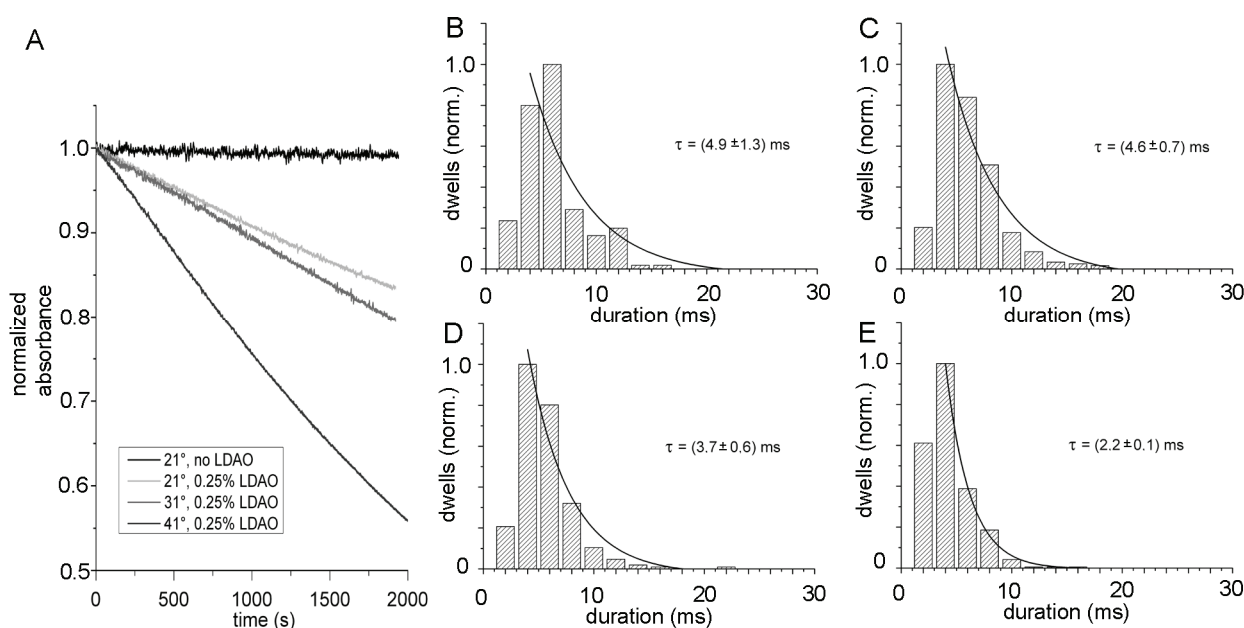 A
1.0
0.9
0.8
0.7
0.6
0.5
normalized
absorbance
0 500 1000 1500 2000
time (s)
21°, no LDAO
21°, 0.25% LDAO
31°, 0.25% LDAO
41°, 0.25% LDAO
B
1.0
0
dwells (norm.)
τ = (4.9 ±1.3) ms
0 10 20 30
duration (ms)
C
1.0
0
dwells (norm.)
τ = (4.6±0.7) ms
0 10 20 30
duration (ms)
D
1.0
0
dwells (norm.)
τ = (3.7±0.6) ms
0 10 20 30
duration (ms)
E
1.0
0
dwells (norm.)
τ = (2.2±0.1) ms
0 10 20 30
duration (ms)